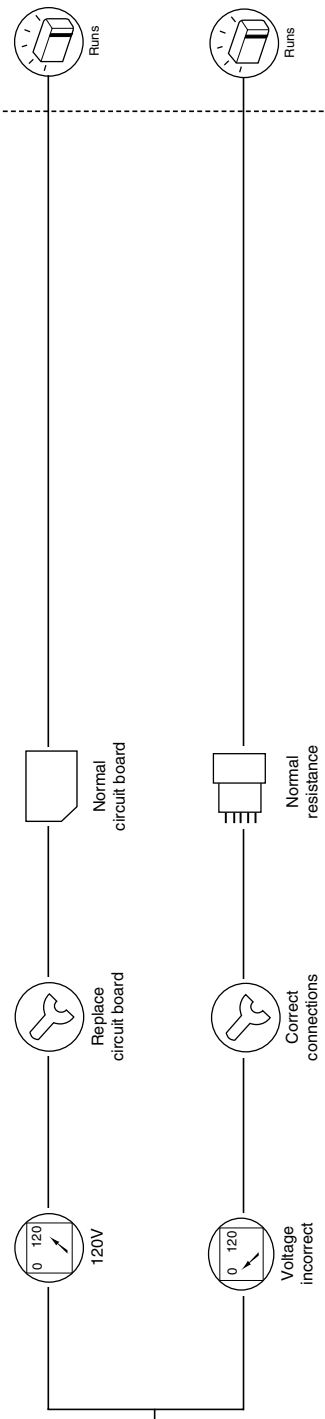 0 120
120V
Replace
circuit board
Normal
circuit board
Runs
0 120
Voltage
incorrect
Correct
connections
Normal
resistance
Runs